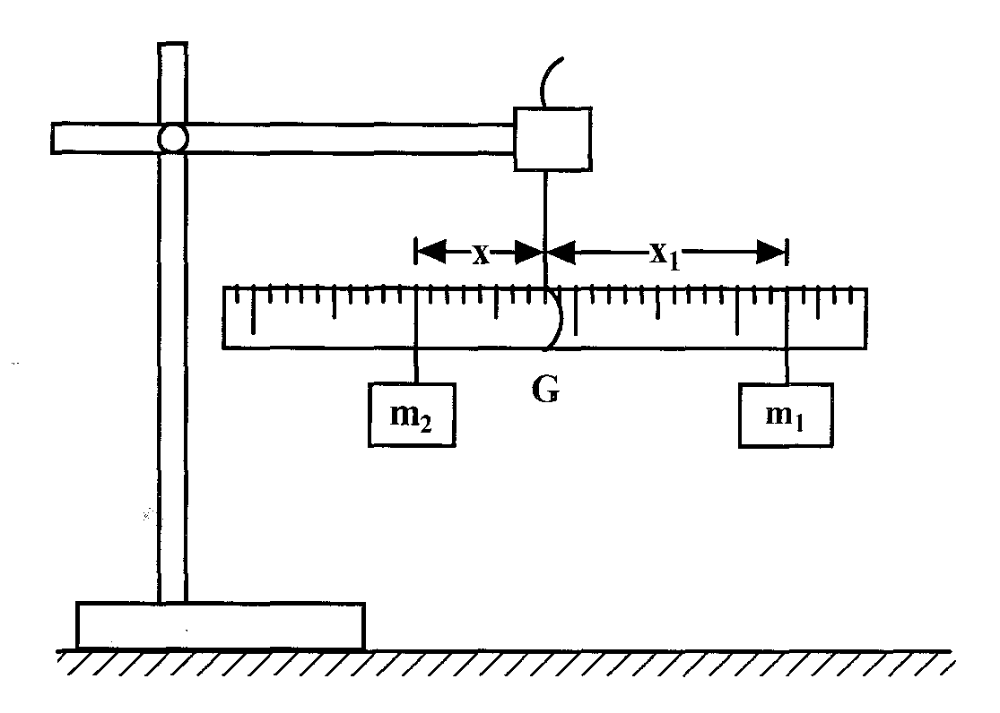 x x₁
G
m₂ m₁